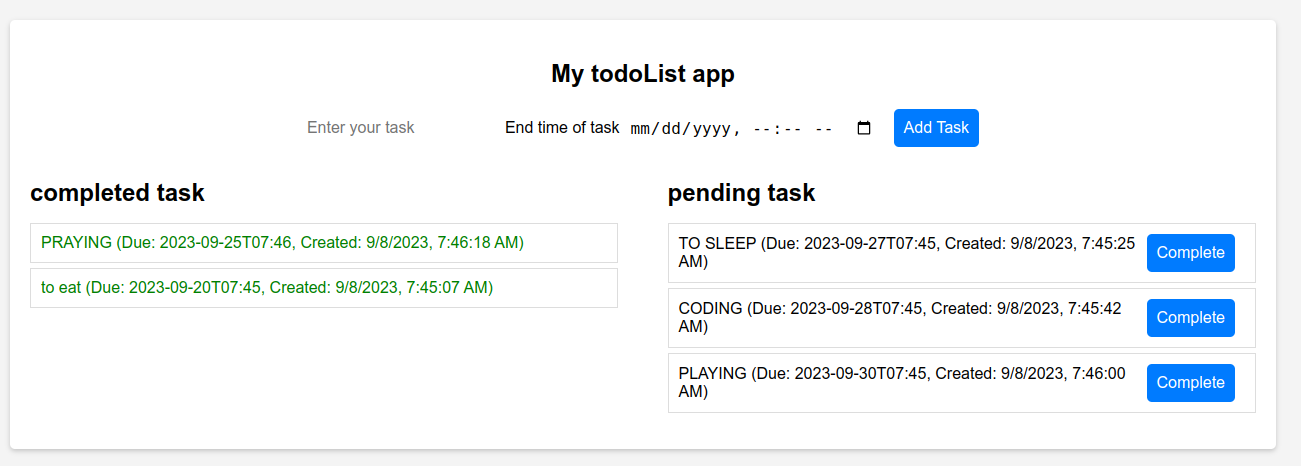 My todoList app
Enter your task End time of task mm/dd/yyyy, --:-- -- Add Task
completed task
PRAYING (Due: 2023-09-25T07:46, Created: 9/8/2023, 7:46:18 AM)
to eat (Due: 2023-09-20T07:45, Created: 9/8/2023, 7:45:07 AM)
pending task
TO SLEEP (Due: 2023-09-27T07:45, Created: 9/8/2023, 7:45:25
AM)
Complete
CODING (Due: 2023-09-28T07:45, Created: 9/8/2023, 7:45:42
AM)
Complete
PLAYING (Due: 2023-09-30T07:45, Created: 9/8/2023, 7:46:00
AM)
Complete